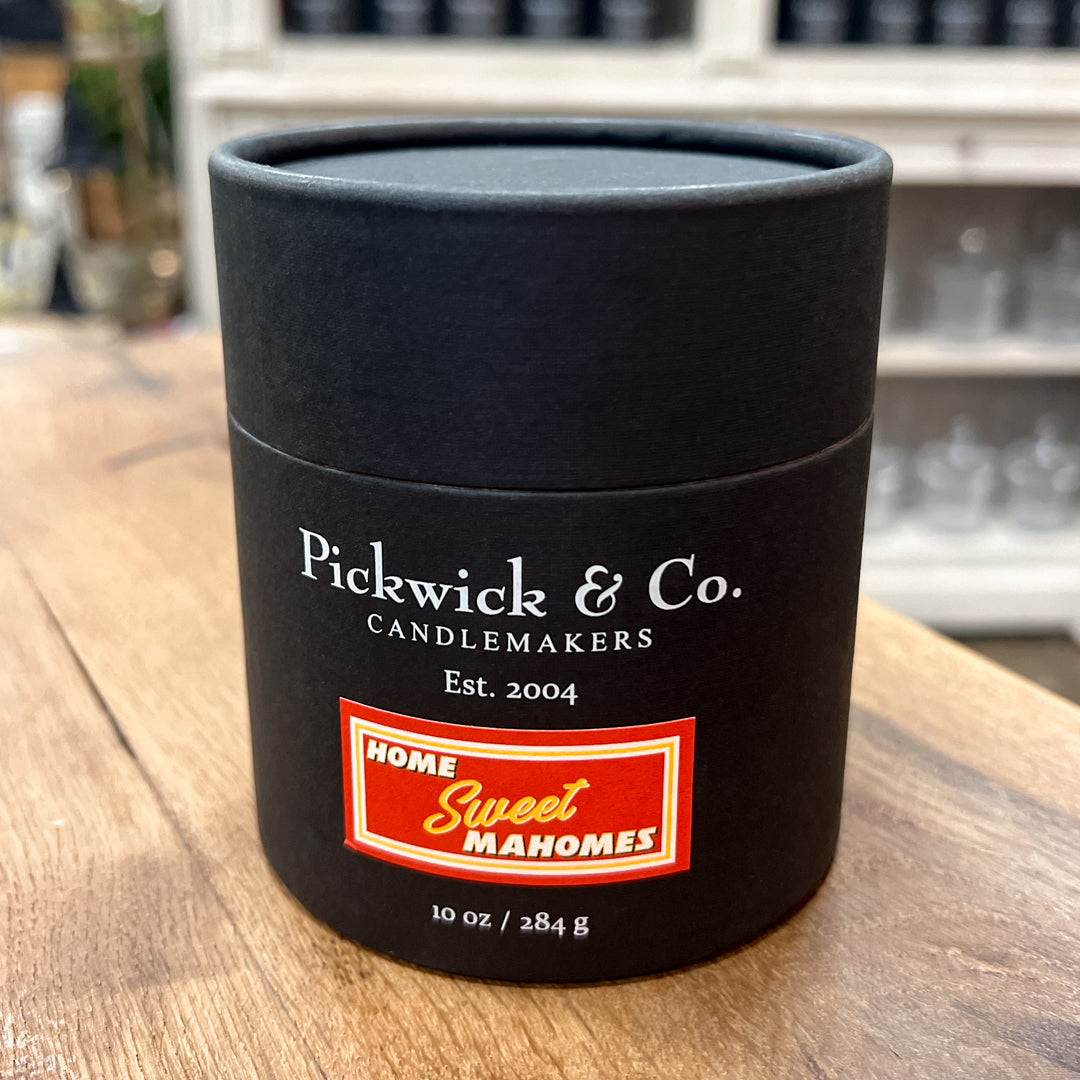 Pickwick & Co.
CANDLEMAKERS
Est. 2004
HOME
Sweet
MAHOMES
10 oz / 284 g